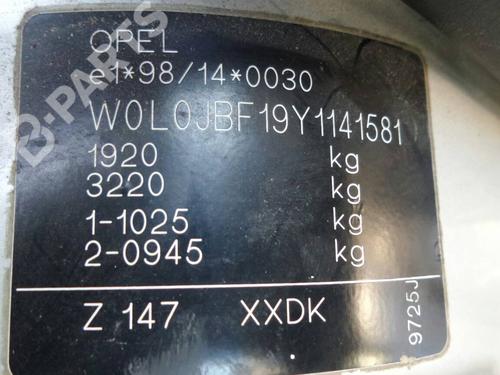 OPEL
e1*98/14*0030
W0L0JBF19Y1141581
1920 kg
3220 kg
1-1025 kg
2-0945 kg
Z 147 XXDK
9725J
B-PARTS